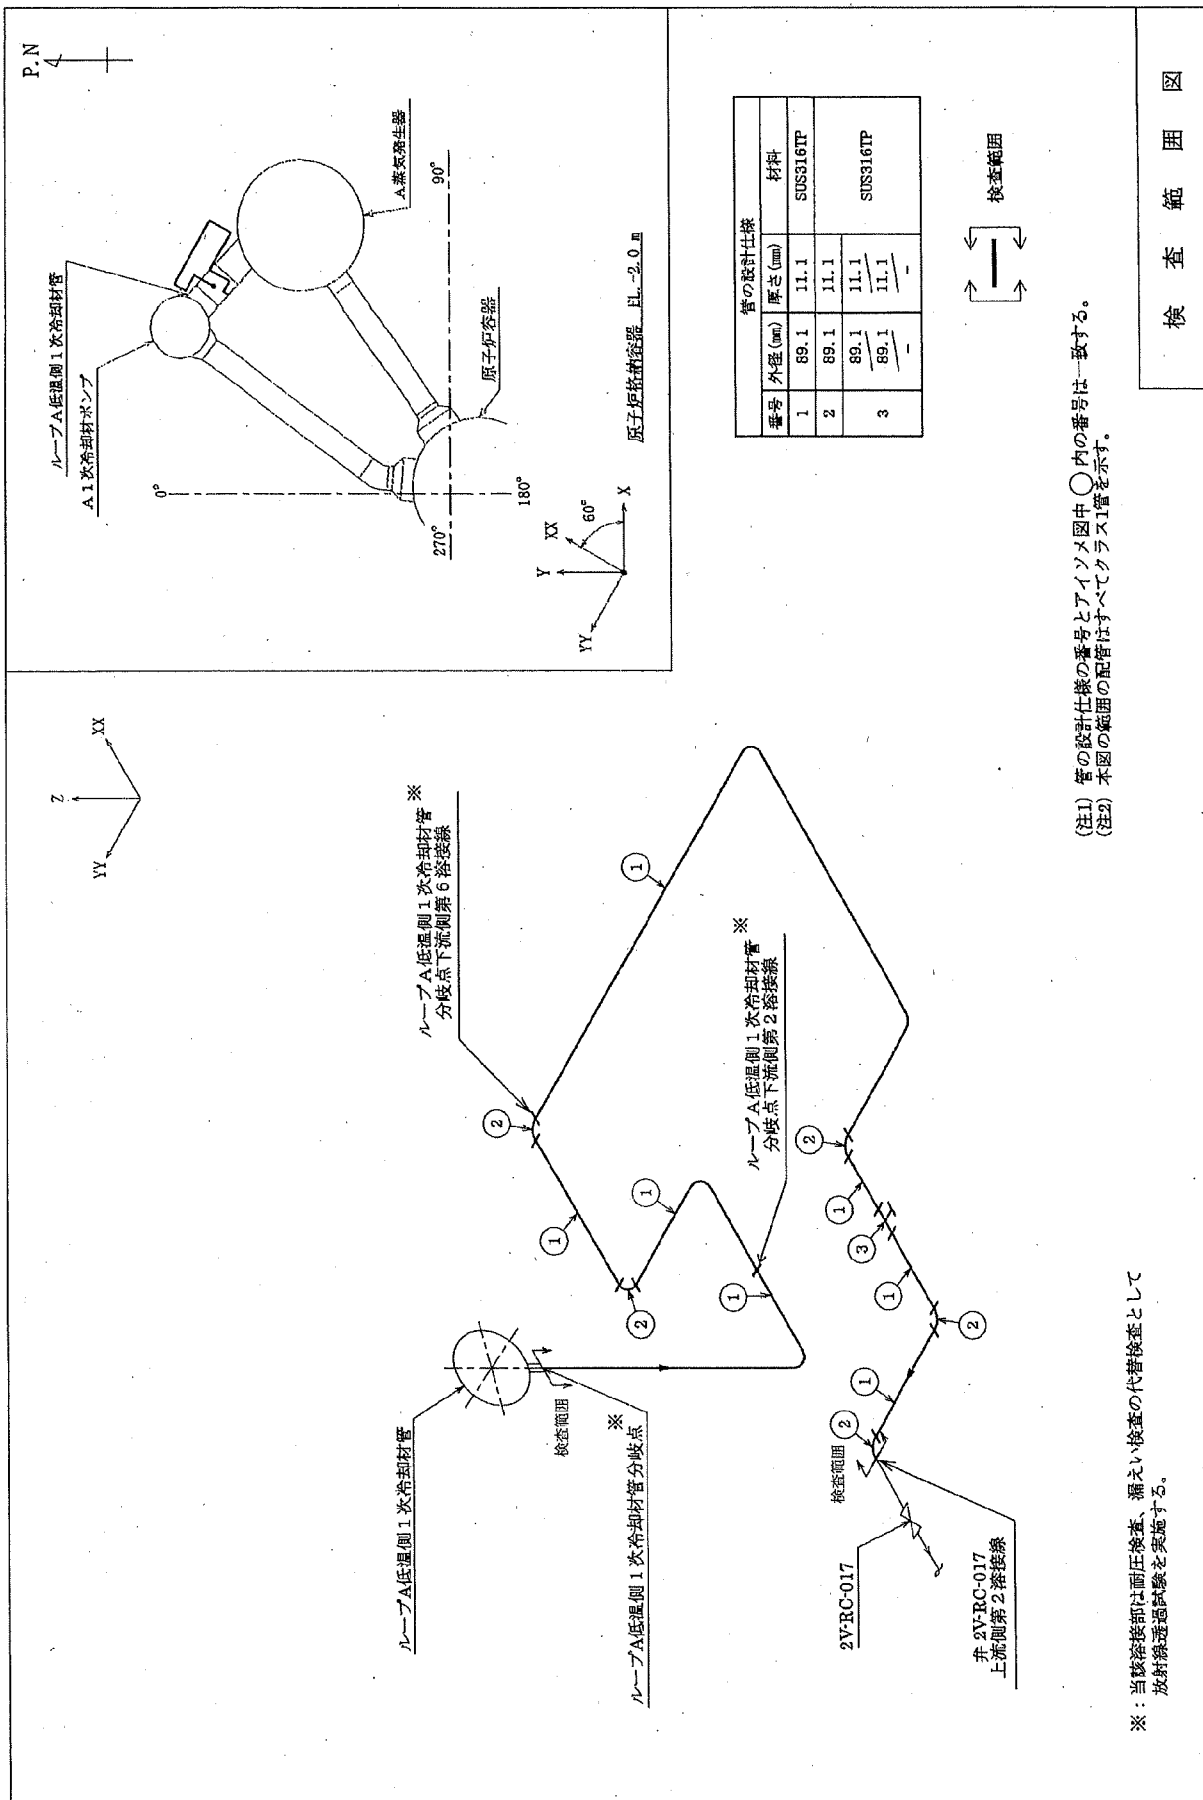 P.N
ループA低温側1次冷却材管
A1次冷却材ポンプ
A蒸気発生器
0°
90°
180°
270°
原子炉容器
原子炉格納容器 EL.-2.0 m
Y
XX
60°
X
YY
Z
XX
YY
ループA低温側1次冷却材管
※
ループA低温側1次冷却材管分岐点
検査範囲
ループA低温側1次冷却材管※
分岐点下流側第6溶接線
ループA低温側1次冷却材管※
分岐点下流側第2溶接線
①
①
②
①
②
①
②
①
③
①
②
①
②
検査範囲
2V-RC-017
弁 2V-RC-017
上流側第2溶接線
管の設計仕様
番号 外径(mm) 厚さ(mm) 材料
1 89.1 11.1 SUS316TP
2 89.1 11.1 SUS316TP
3 89.1 11.1
89.1 11.1
- -
検査範囲
(注1) 管の設計仕様の番号とアイソメ図中○内の番号は一致する。
(注2) 本図の範囲の配管はすべてクラス1管を示す。
※:当該溶接部は耐圧検査、漏えい検査の代替検査として
放射線透過試験を実施する。
検査範囲図